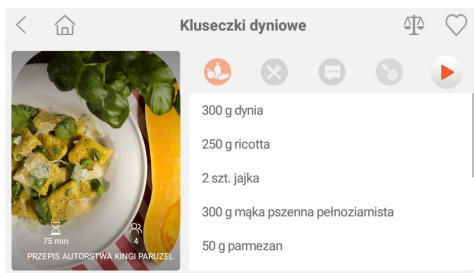 Kluseczki dyniowe
75 min
4
PRZEPIS AUTORSTWA KINGI PARUZEL
300 g dynia
250 g ricotta
2 szt. jajka
300 g mąka pszenna pełnoziarnista
50 g parmezan